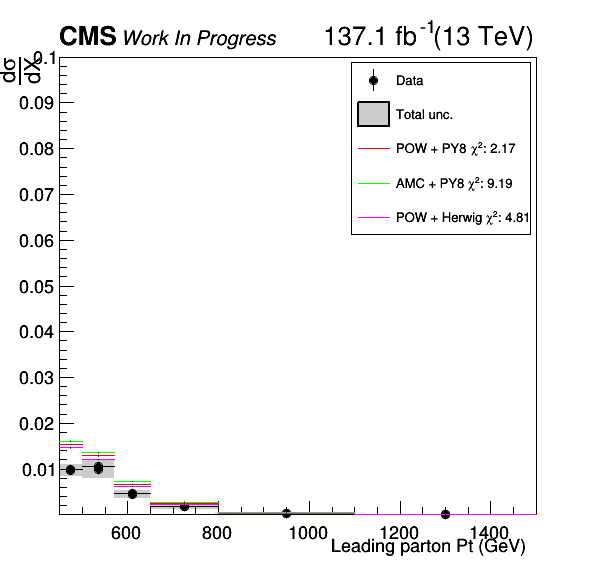 CMS Work In Progress
137.1 fb⁻¹(13 TeV)
dσ
dX
0.1
0.09
0.08
0.07
0.06
0.05
0.04
0.03
0.02
0.01
Data
Total unc.
POW + PY8 χ²: 2.17
AMC + PY8 χ²: 9.19
POW + Herwig χ²: 4.81
600 800 1000 1200 1400
Leading parton Pt (GeV)